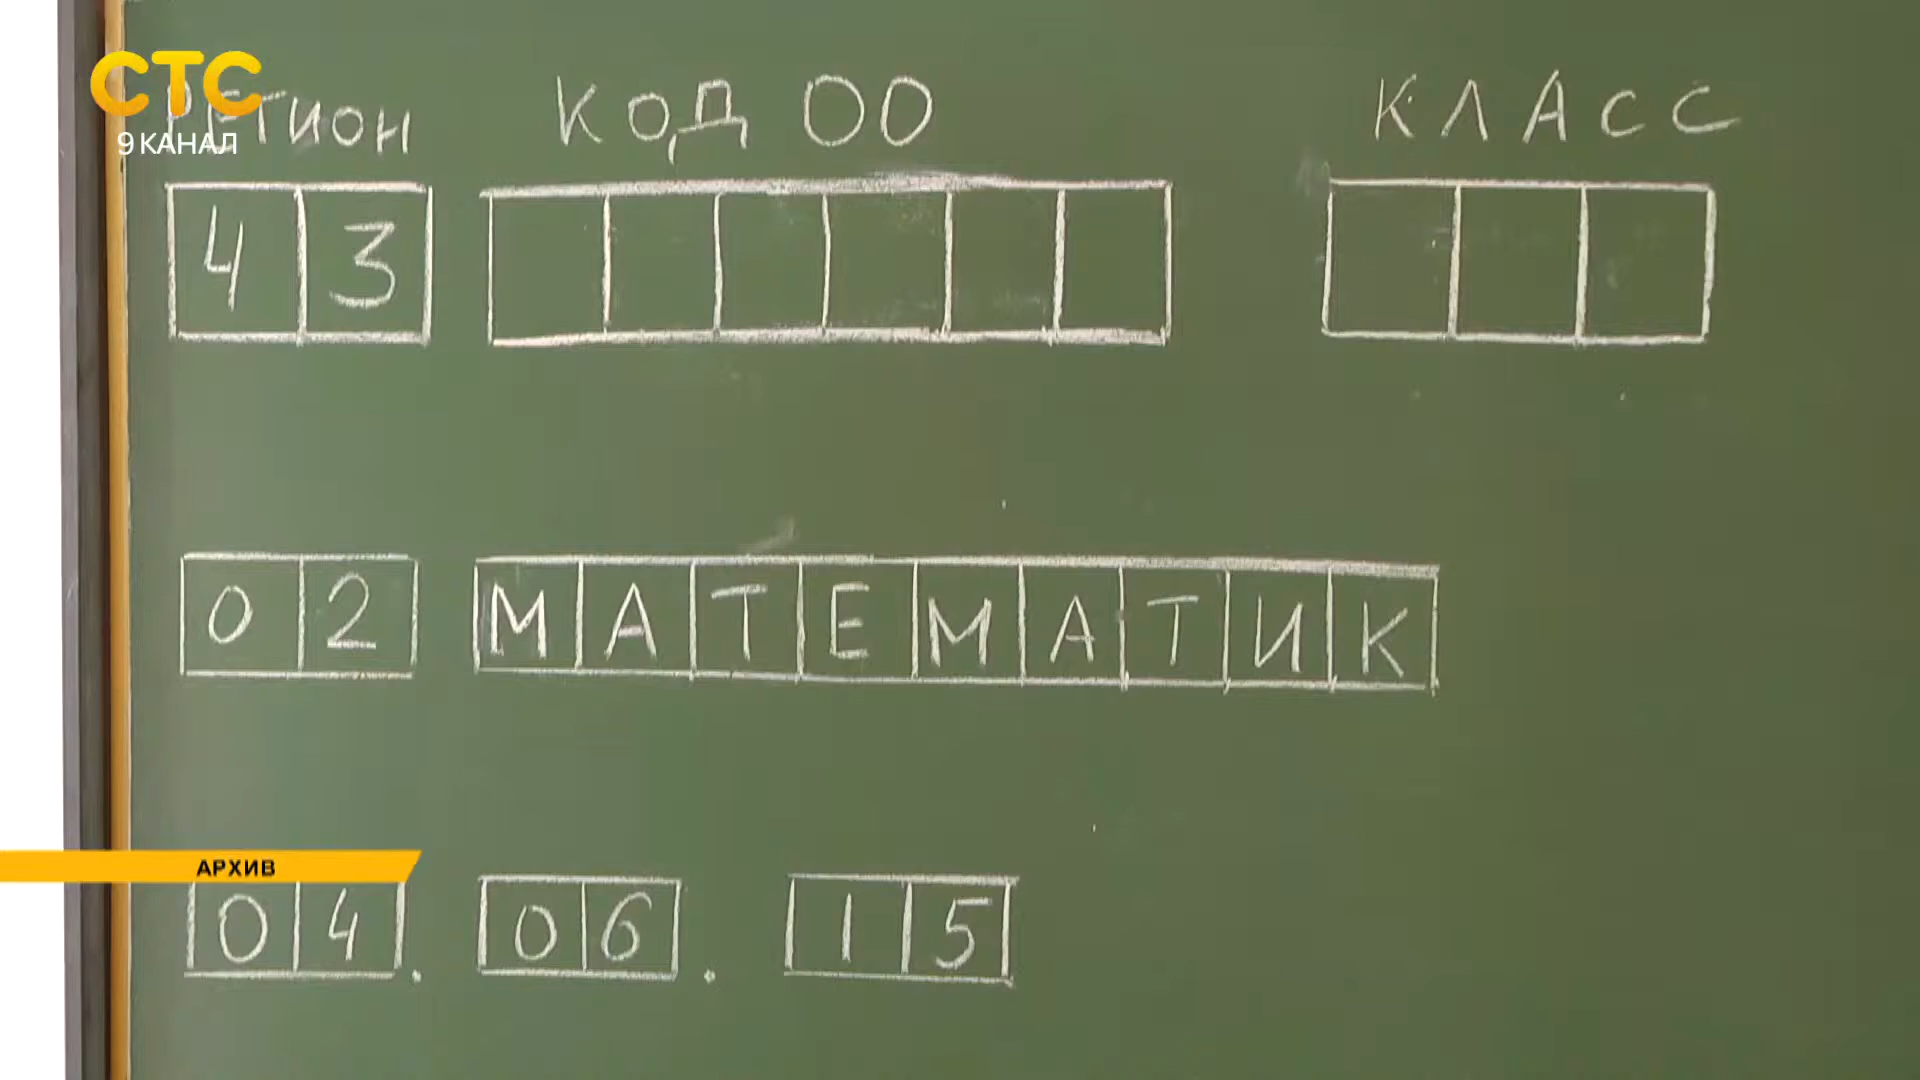 СТС
9 КАНАЛ
РЕГИОН КОД ОО КЛАСС
43
02 МАТЕМАТИК
АРХИВ
04. 06. 15